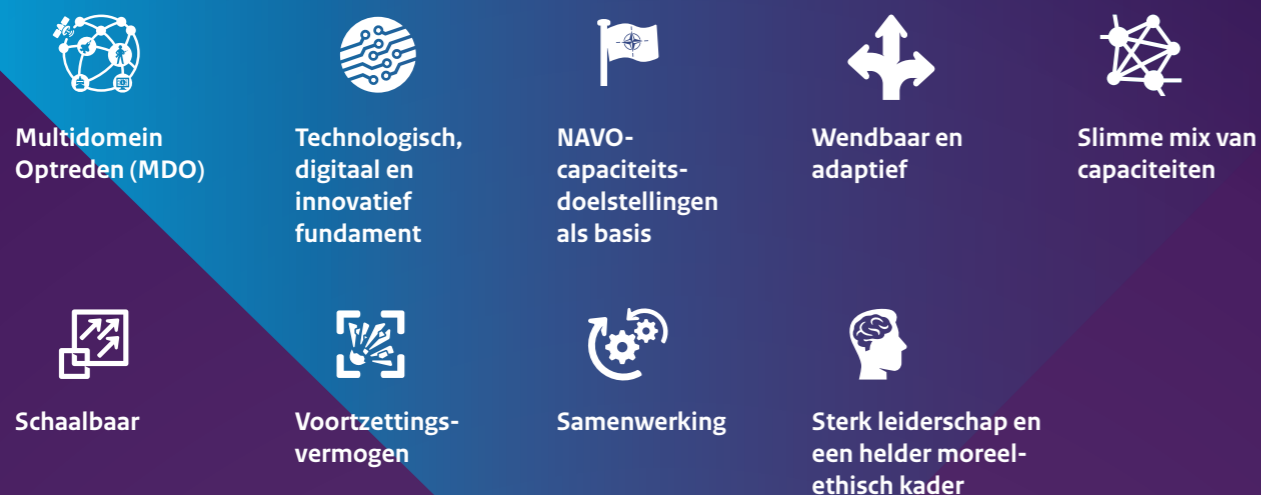 Multidomein
Optreden (MDO)
Technologisch,
digitaal en
innovatief
fundament
NAVO-
capaciteits-
doelstellingen
als basis
Wendbaar en
adaptief
Slimme mix van
capaciteiten
Schaalbaar
Voortzettings-
vermogen
Samenwerking
Sterk leiderschap en
een helder moreel-
ethisch kader